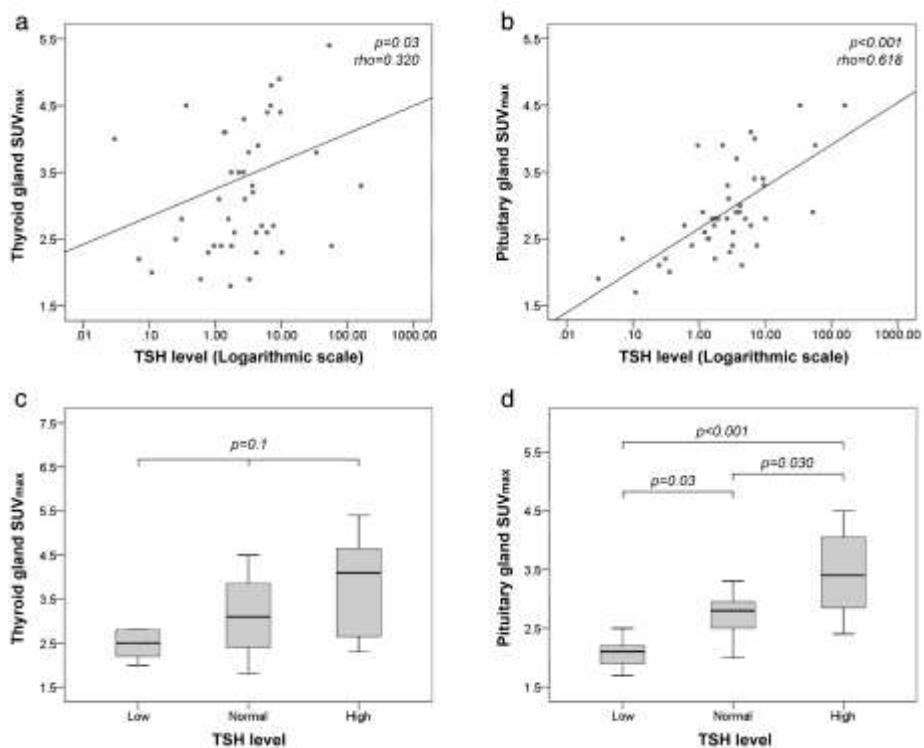 a
p=0.03
rho=0.320
5.5
4.5
3.5
2.5
1.5
Thyroid gland SUVmax
.01 .10 1.00 10.00 100.00 1000.00
TSH level (Logarithmic scale)
b
p<0.001
rho=0.618
5.5
4.5
3.5
2.5
1.5
Pituitary gland SUVmax
.01 .10 1.00 10.00 100.00 1000.00
TSH level (Logarithmic scale)
c
p=0.1
7.5
6.5
5.5
4.5
3.5
2.5
1.5
Thyroid gland SUVmax
Low Normal High
TSH level
d
p<0.001
p=0.030
p=0.03
5.5
4.5
3.5
2.5
1.5
Pituitary gland SUVmax
Low Normal High
TSH level